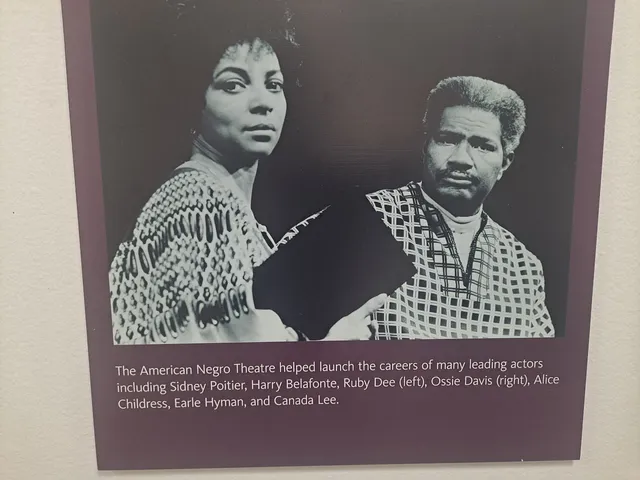 The American Negro Theatre helped launch the careers of many leading actors
including Sidney Poitier, Harry Belafonte, Ruby Dee (left), Ossie Davis (right), Alice
Childress, Earle Hyman, and Canada Lee.